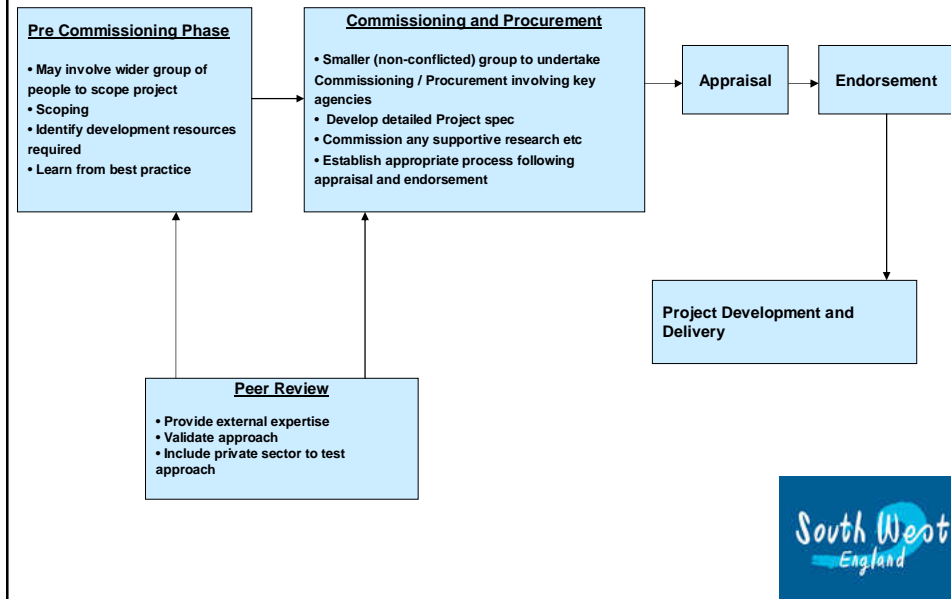 Pre Commissioning Phase
• May involve wider group of
people to scope project
• Scoping
• Identify development resources
required
• Learn from best practice
Commissioning and Procurement
• Smaller (non-conflicted) group to undertake
Commissioning / Procurement involving key
agencies
• Develop detailed Project spec
• Commission any supportive research etc
• Establish appropriate process following
appraisal and endorsement
Appraisal
Endorsement
Project Development and
Delivery
Peer Review
• Provide external expertise
• Validate approach
• Include private sector to test
approach
South West
England